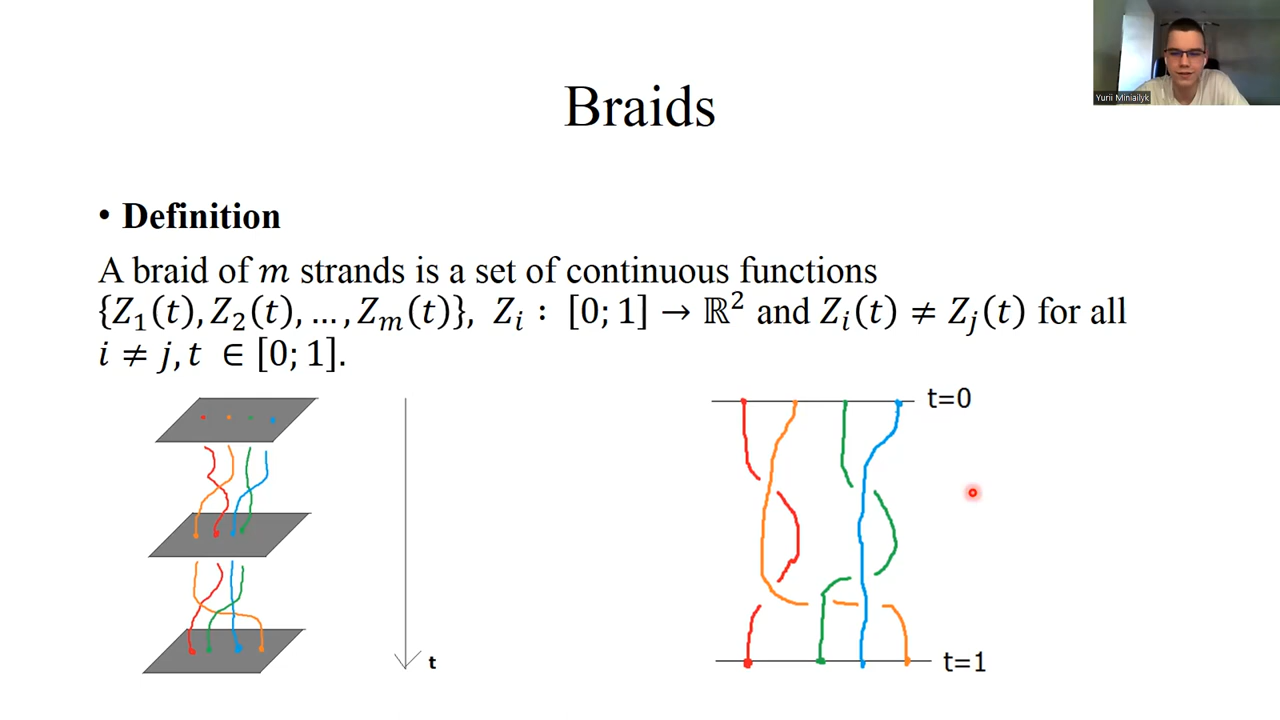 Yurii Miniailyk
Braids
• Definition
A braid of m strands is a set of continuous functions
{Z₁(t), Z₂(t), …, Zₘ(t)}, Zᵢ : [0; 1] → ℝ² and Zᵢ(t) ≠ Zⱼ(t) for all
i ≠ j, t ∈ [0; 1].
t=0
t
t=1